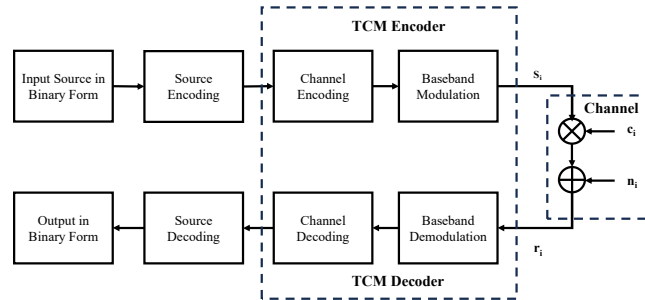 TCM Encoder
Input Source in
Binary Form
Source
Encoding
Channel
Encoding
Baseband
Modulation
sᵢ
Channel
cᵢ
nᵢ
Output in
Binary Form
Source
Decoding
Channel
Decoding
Baseband
Demodulation
rᵢ
TCM Decoder